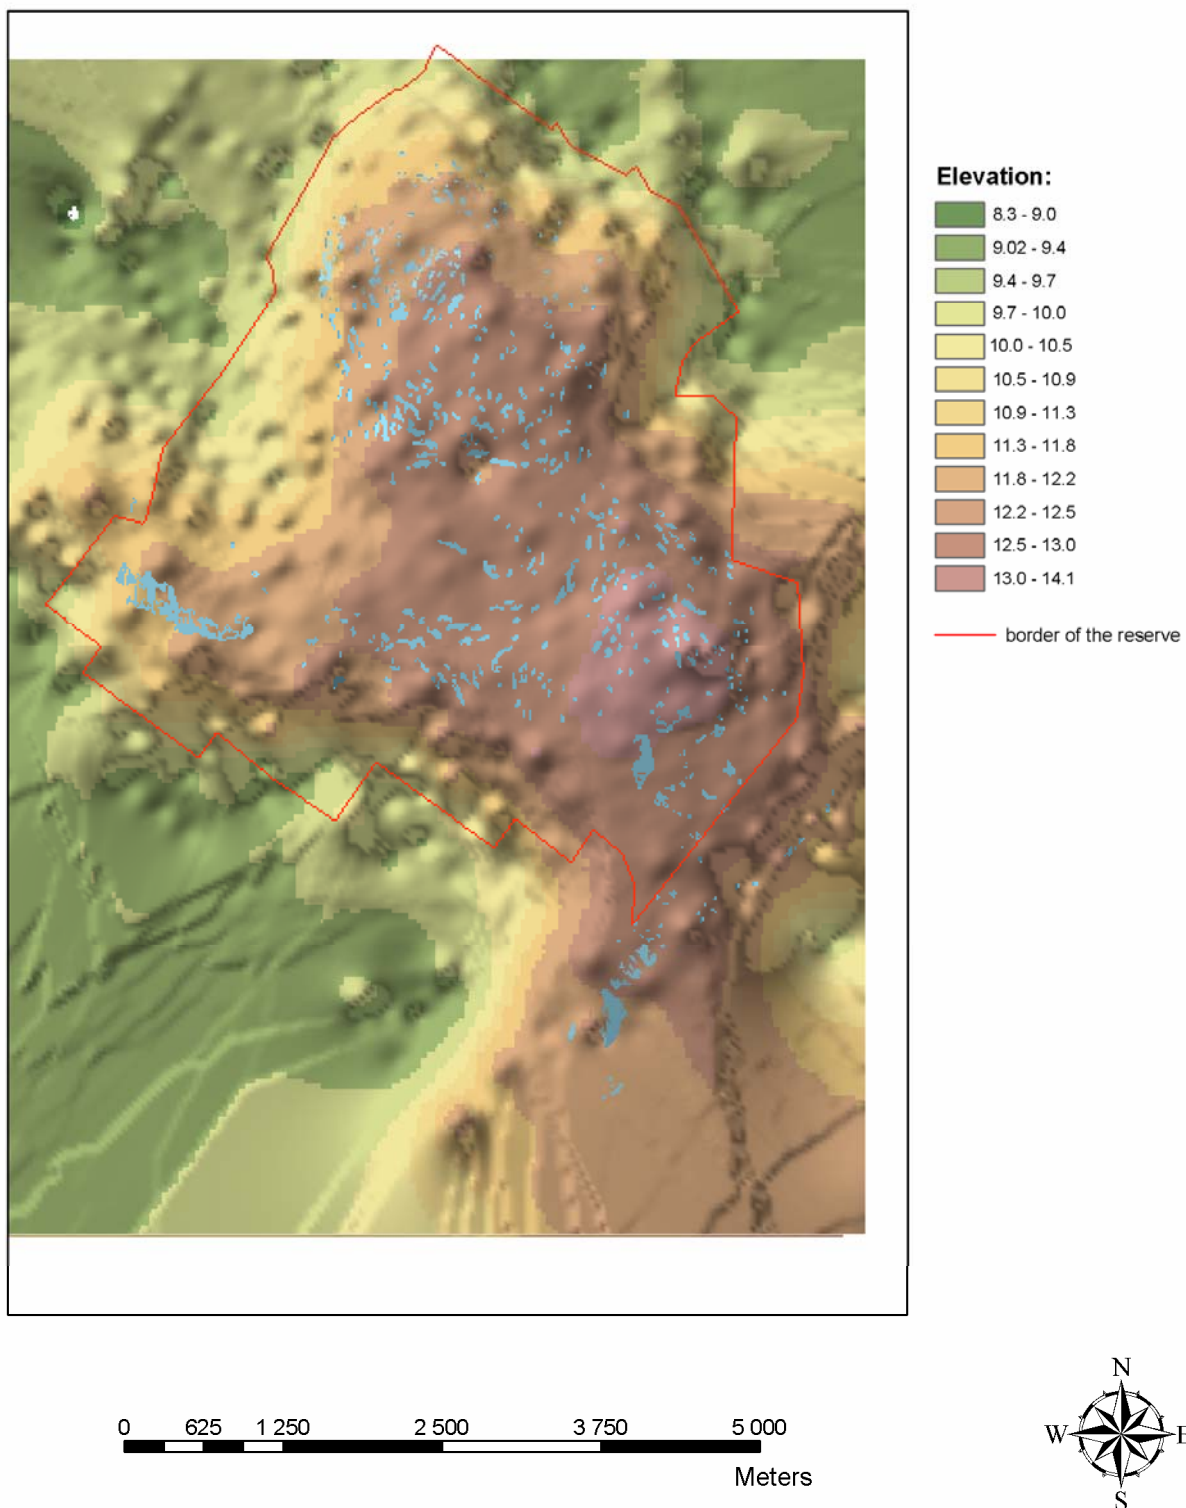 Elevation:
8.3 - 9.0
9.02 - 9.4
9.4 - 9.7
9.7 - 10.0
10.0 - 10.5
10.5 - 10.9
10.9 - 11.3
11.3 - 11.8
11.8 - 12.2
12.2 - 12.5
12.5 - 13.0
13.0 - 14.1
border of the reserve
0 625 1 250 2 500 3 750 5 000
Meters
N
W E
S